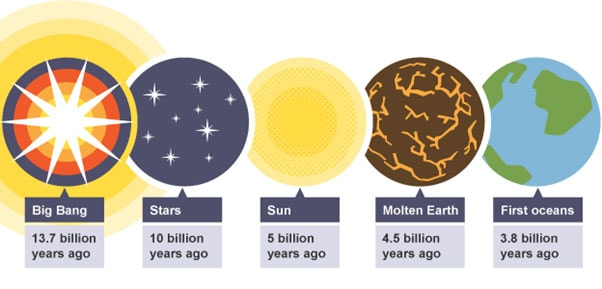 Big Bang
13.7 billion
years ago
Stars
10 billion
years ago
Sun
5 billion
years ago
Molten Earth
4.5 billion
years ago
First oceans
3.8 billion
years ago